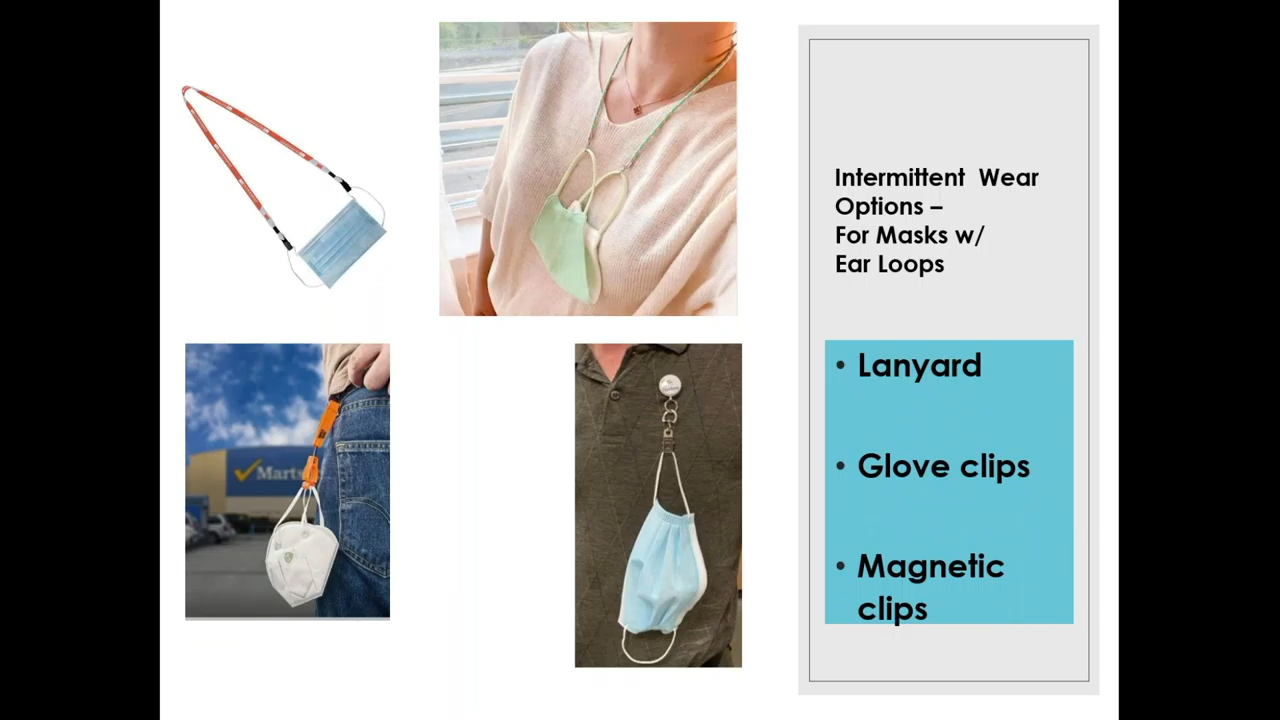 Intermittent Wear
Options –
For Masks w/
Ear Loops
• Lanyard
• Glove clips
• Magnetic
clips